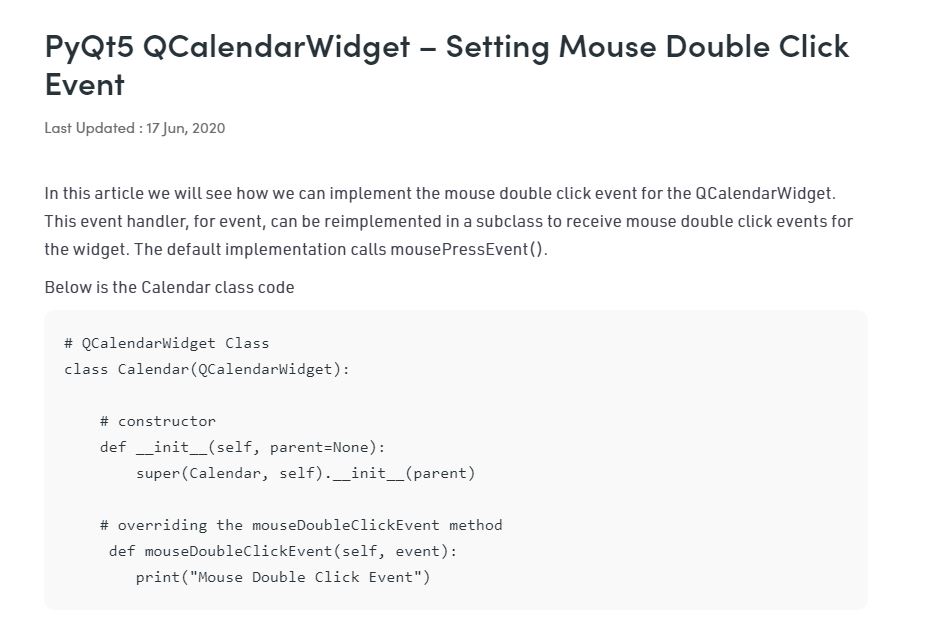 PyQt5 QCalendarWidget – Setting Mouse Double Click
Event
Last Updated : 17 Jun, 2020
In this article we will see how we can implement the mouse double click event for the QCalendarWidget.
This event handler, for event, can be reimplemented in a subclass to receive mouse double click events for
the widget. The default implementation calls mousePressEvent().
Below is the Calendar class code
# QCalendarWidget Class
class Calendar(QCalendarWidget):
    # constructor
    def __init__(self, parent=None):
        super(Calendar, self).__init__(parent)
    # overriding the mouseDoubleClickEvent method
     def mouseDoubleClickEvent(self, event):
        print("Mouse Double Click Event")